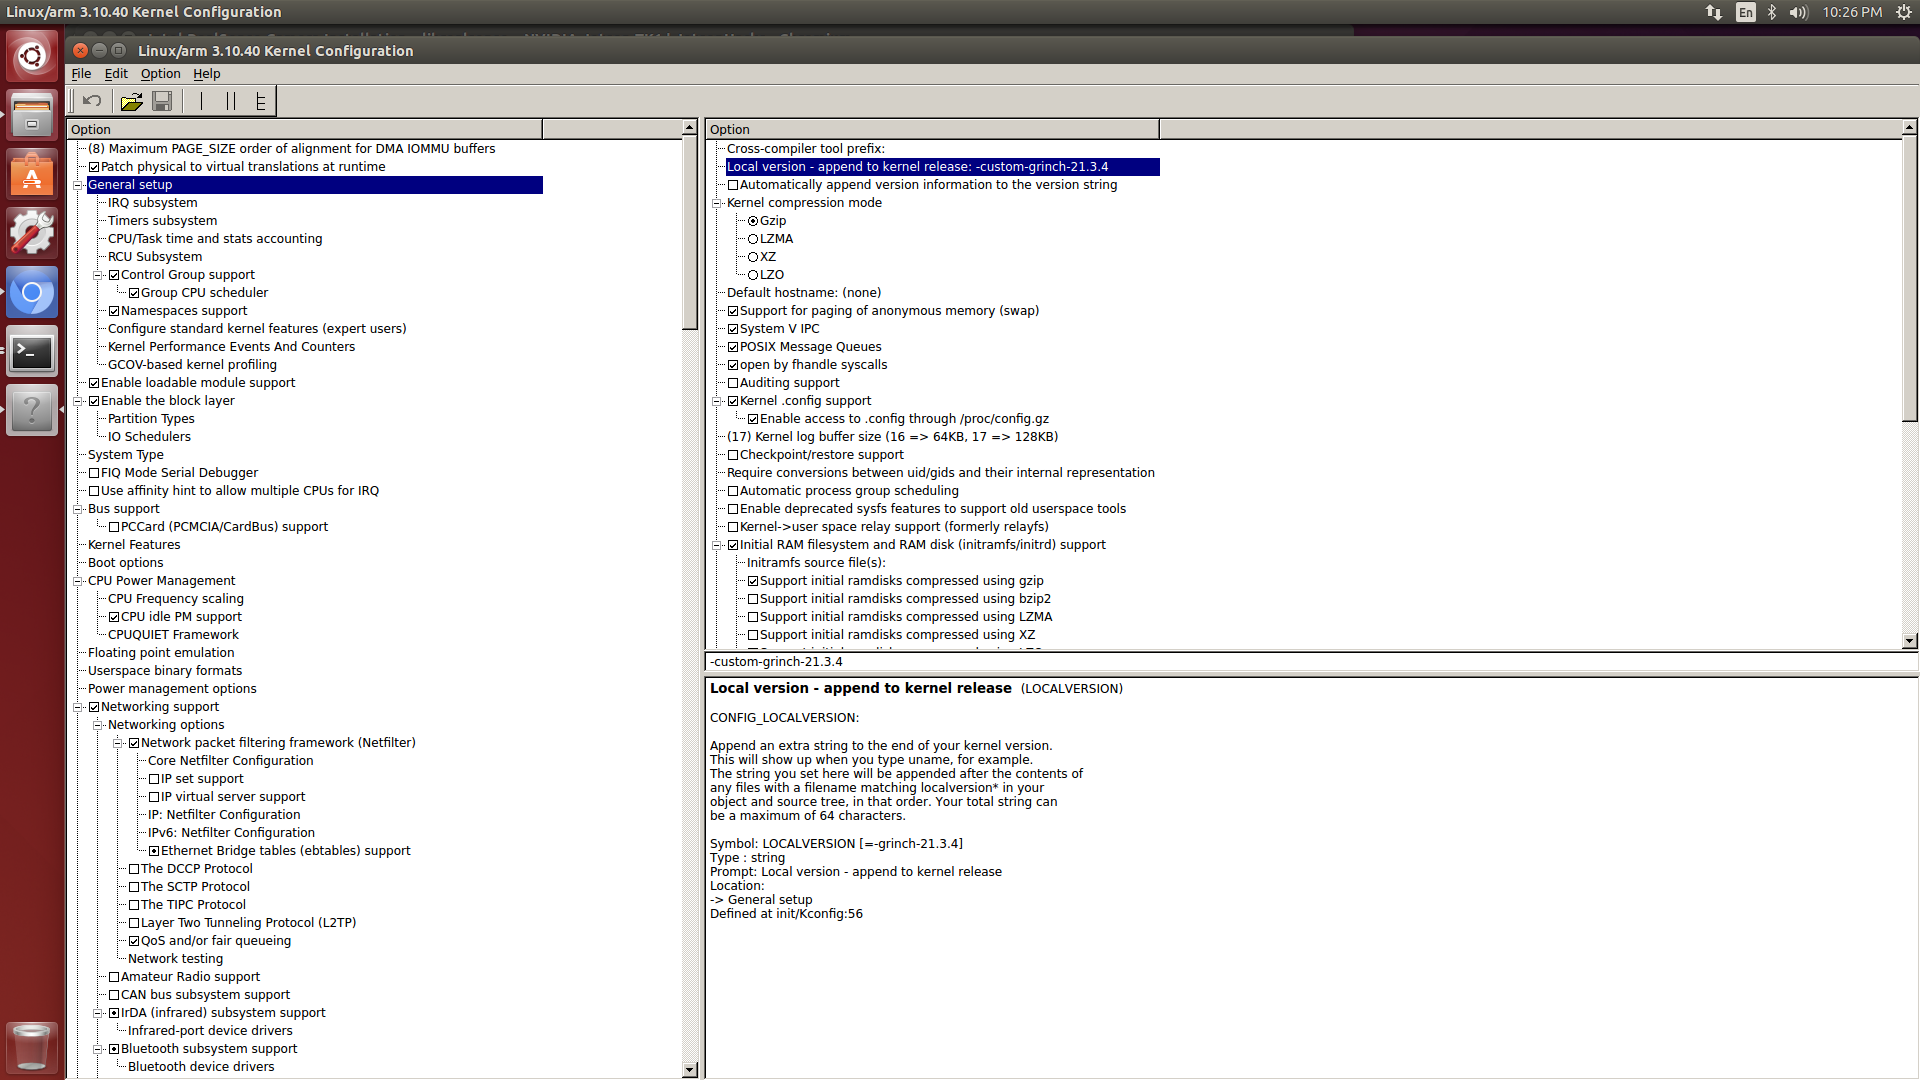 Linux/arm 3.10.40 Kernel Configuration
En
10:26 PM
Linux/arm 3.10.40 Kernel Configuration
File Edit Option Help
Option
(8) Maximum PAGE_SIZE order of alignment for DMA IOMMU buffers
Patch physical to virtual translations at runtime
General setup
IRQ subsystem
Timers subsystem
CPU/Task time and stats accounting
RCU Subsystem
Control Group support
Group CPU scheduler
Namespaces support
Configure standard kernel features (expert users)
Kernel Performance Events And Counters
GCOV-based kernel profiling
Enable loadable module support
Enable the block layer
Partition Types
IO Schedulers
System Type
FIQ Mode Serial Debugger
Use affinity hint to allow multiple CPUs for IRQ
Bus support
PCCard (PCMCIA/CardBus) support
Kernel Features
Boot options
CPU Power Management
CPU Frequency scaling
CPU idle PM support
CPUQUIET Framework
Floating point emulation
Userspace binary formats
Power management options
Networking support
Networking options
Network packet filtering framework (Netfilter)
Core Netfilter Configuration
IP set support
IP virtual server support
IP: Netfilter Configuration
IPv6: Netfilter Configuration
Ethernet Bridge tables (ebtables) support
The DCCP Protocol
The SCTP Protocol
The TIPC Protocol
Layer Two Tunneling Protocol (L2TP)
QoS and/or fair queueing
Network testing
Amateur Radio support
CAN bus subsystem support
IrDA (infrared) subsystem support
Infrared-port device drivers
Bluetooth subsystem support
Bluetooth device drivers
Option
Cross-compiler tool prefix:
Local version - append to kernel release: -custom-grinch-21.3.4
Automatically append version information to the version string
Kernel compression mode
Gzip
LZMA
XZ
LZO
Default hostname: (none)
Support for paging of anonymous memory (swap)
System V IPC
POSIX Message Queues
open by fhandle syscalls
Auditing support
Kernel .config support
Enable access to .config through /proc/config.gz
(17) Kernel log buffer size (16 => 64KB, 17 => 128KB)
Checkpoint/restore support
Require conversions between uid/gids and their internal representation
Automatic process group scheduling
Enable deprecated sysfs features to support old userspace tools
Kernel->user space relay support (formerly relayfs)
Initial RAM filesystem and RAM disk (initramfs/initrd) support
Initramfs source file(s):
Support initial ramdisks compressed using gzip
Support initial ramdisks compressed using bzip2
Support initial ramdisks compressed using LZMA
Support initial ramdisks compressed using XZ
-custom-grinch-21.3.4
Local version - append to kernel release (LOCALVERSION)
CONFIG_LOCALVERSION:
Append an extra string to the end of your kernel version.
This will show up when you type uname, for example.
The string you set here will be appended after the contents of
any files with a filename matching localversion* in your
object and source tree, in that order. Your total string can
be a maximum of 64 characters.
Symbol: LOCALVERSION [=-grinch-21.3.4]
Type : string
Prompt: Local version - append to kernel release
Location:
-> General setup
Defined at init/Kconfig:56